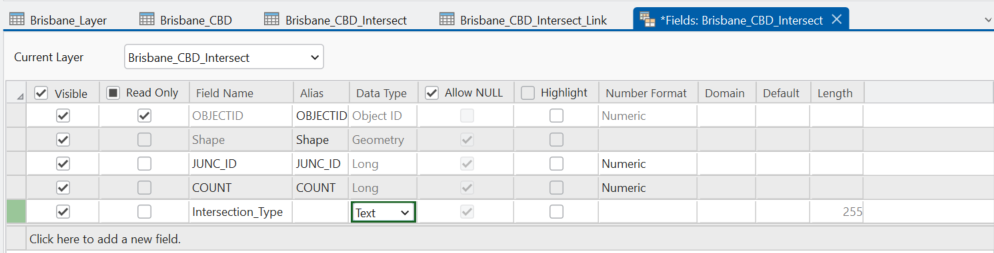 Brisbane_Layer Brisbane_CBD Brisbane_CBD_Intersect Brisbane_CBD_Intersect_Link *Fields: Brisbane_CBD_Intersect
Current Layer Brisbane_CBD_Intersect
Visible Read Only Field Name Alias Data Type Allow NULL Highlight Number Format Domain Default Length
OBJECTID OBJECTID Object ID Numeric
Shape Shape Geometry
JUNC_ID JUNC_ID Long Numeric
COUNT COUNT Long Numeric
Intersection_Type Text 255
Click here to add a new field.